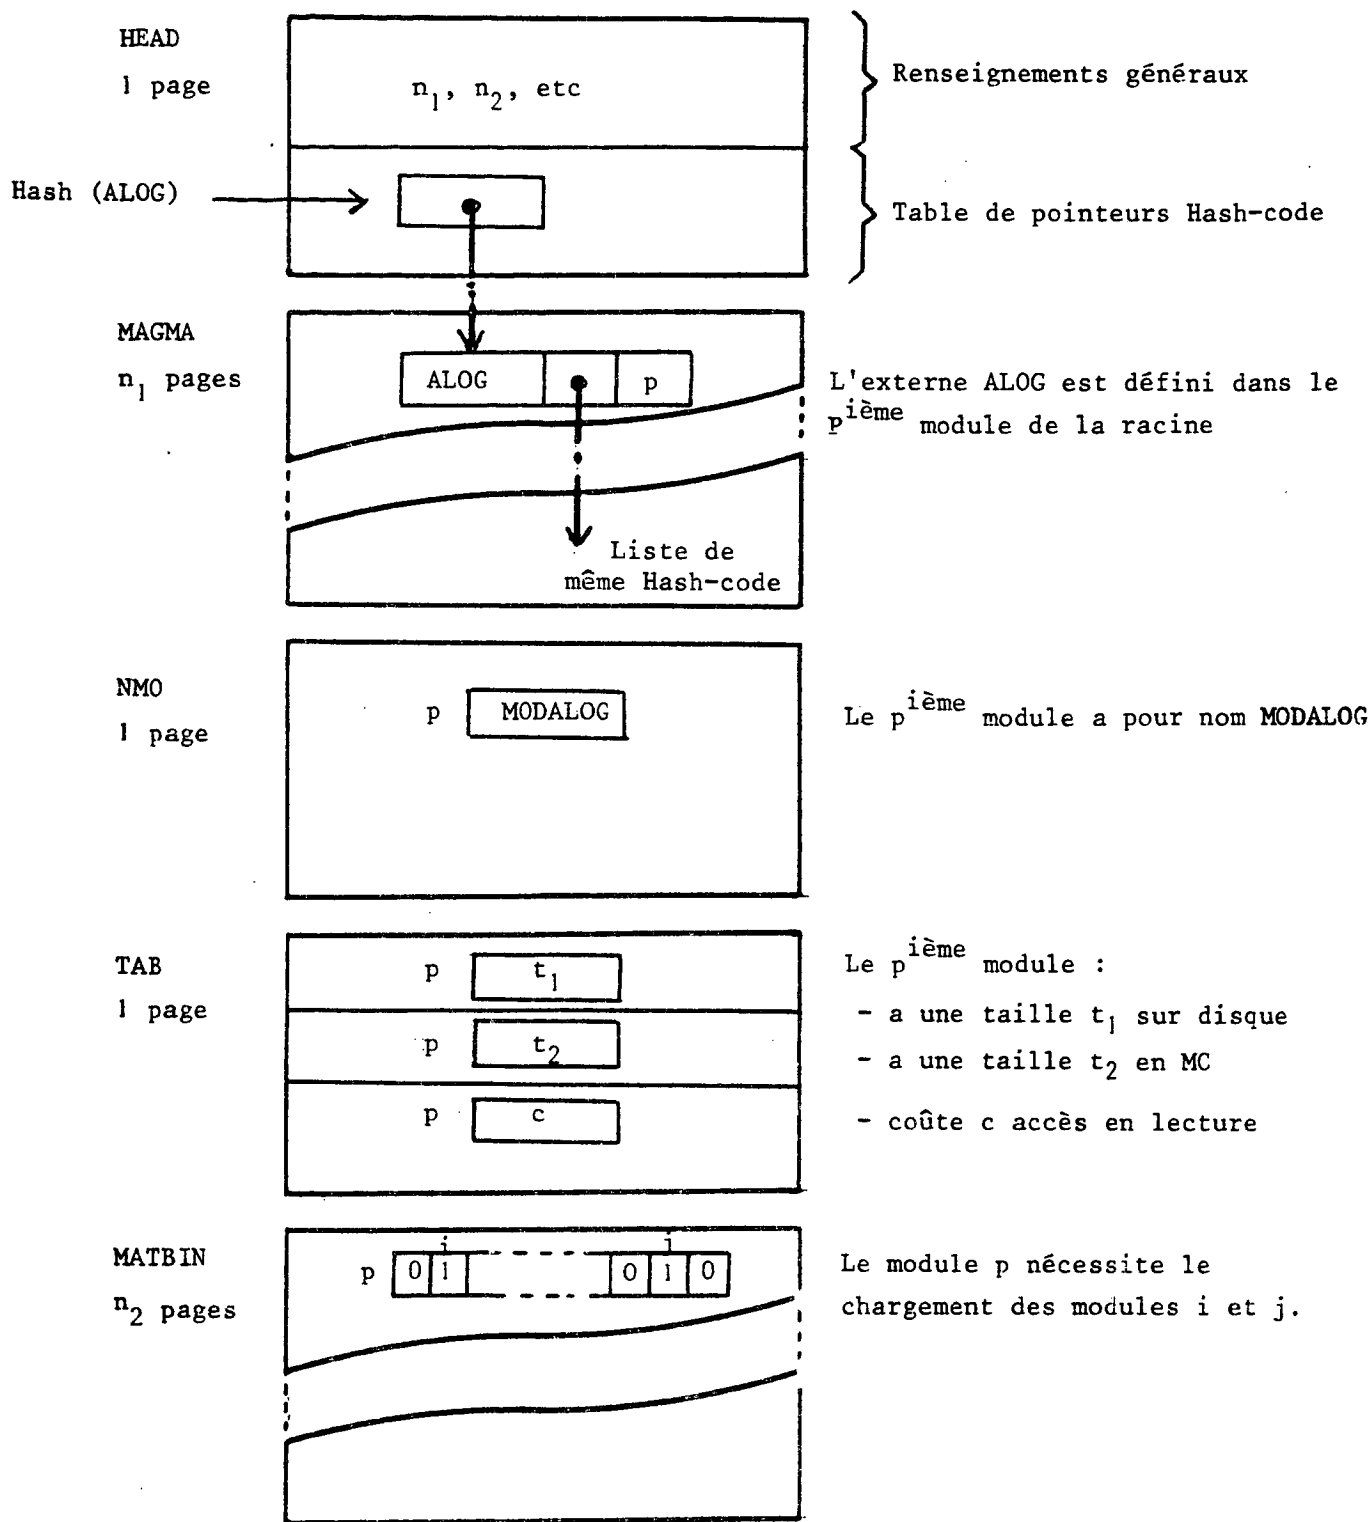 HEAD
1 page
n1, n2, etc
Renseignements généraux
Hash (ALOG)
Table de pointeurs Hash-code
MAGMA
n1 pages
ALOG
p
L'externe ALOG est défini dans le
pième module de la racine
Liste de
même Hash-code
NMO
1 page
p
MODALOG
Le pième module a pour nom MODALOG
TAB
1 page
p
t1
p
t2
p
c
Le pième module :
- a une taille t1 sur disque
- a une taille t2 en MC
- coûte c accès en lecture
MATBIN
n2 pages
i
j
p 0 1 0 1 0
Le module p nécessite le
chargement des modules i et j.